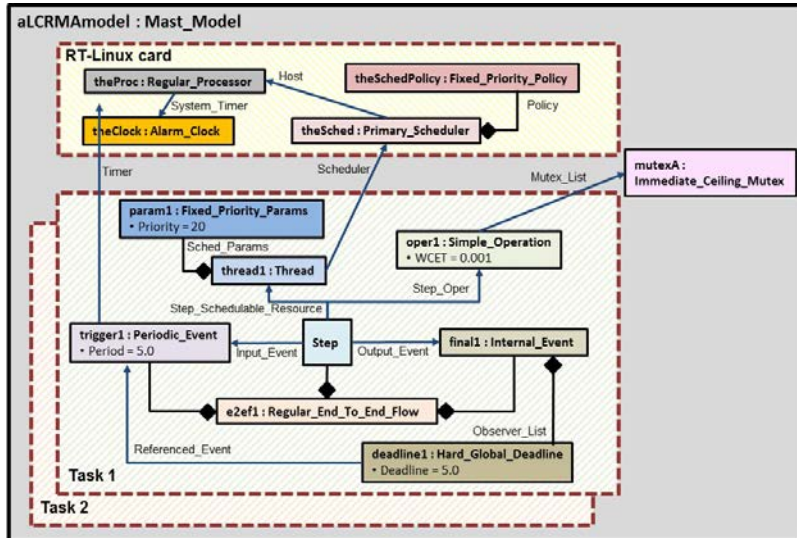 aLCRMAmodel : Mast_Model
RT-Linux card
theProc : Regular_Processor
theSchedPolicy : Fixed_Priority_Policy
Host
System_Timer
Policy
theClock : Alarm_Clock
theSched : Primary_Scheduler
Timer
Scheduler
Mutex_List
mutexA :
Immediate_Ceiling_Mutex
param1 : Fixed_Priority_Params
• Priority = 20
Sched_Params
oper1 : Simple_Operation
• WCET = 0.001
thread1 : Thread
Step_Oper
Step_Schedulable_Resource
trigger1 : Periodic_Event
• Period = 5.0
Input_Event
Step
Output_Event
final1 : Internal_Event
e2ef1 : Regular_End_To_End_Flow
Observer_List
Referenced_Event
deadline1 : Hard_Global_Deadline
• Deadline = 5.0
Task 1
Task 2